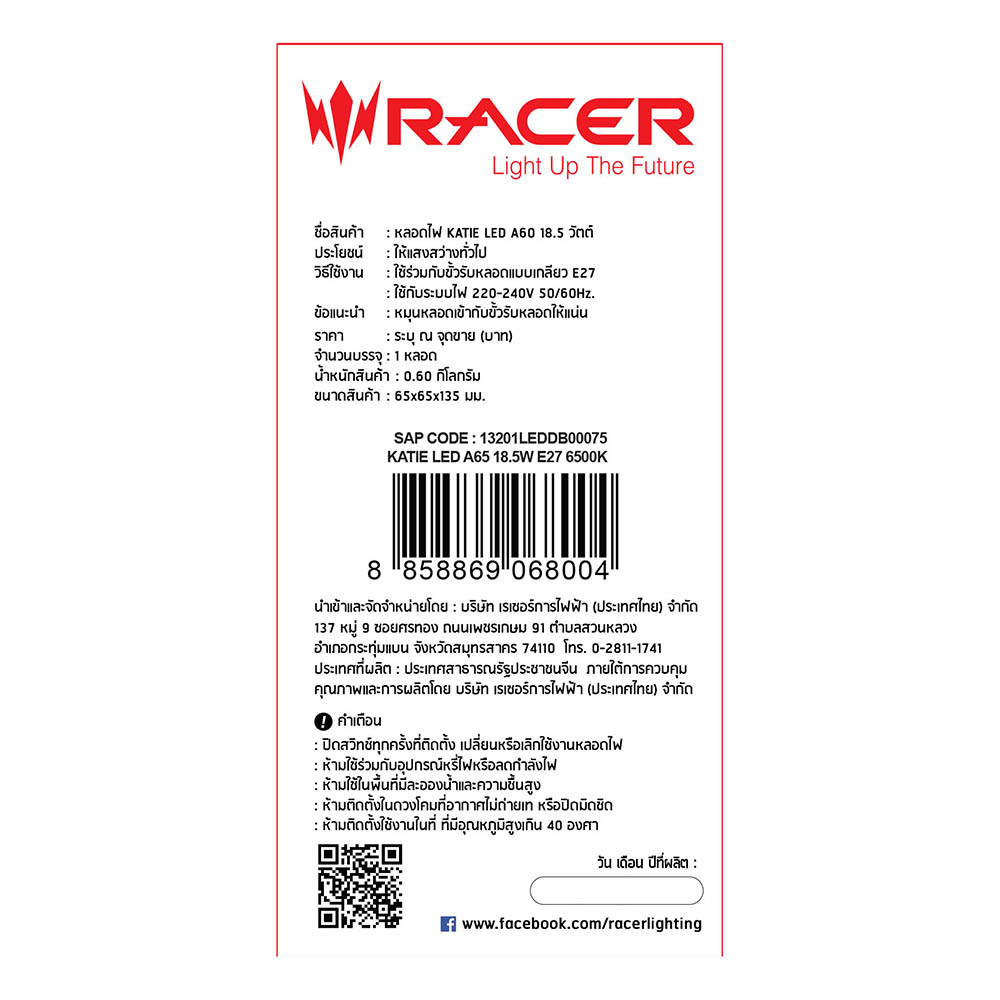 RACER
Light Up The Future
ชื่อสินค้า : หลอดไฟ KATIE LED A60 18.5 วัตต์
ประโยชน์ : ให้แสงสว่างทั่วไป
วิธีใช้งาน : ใช้ร่วมกับขั้วรับหลอดแบบเกลียว E27
: ใช้กับระบบไฟ 220-240V 50/60Hz.
ข้อแนะนำ : หมุนหลอดเข้ากับขั้วรับหลอดให้แน่น
ราคา : ระบุ ณ จุดขาย (บาท)
จำนวนบรรจุ : 1 หลอด
น้ำหนักสินค้า : 0.60 กิโลกรัม
ขนาดสินค้า : 65x65x135 มม.
SAP CODE : 13201LEDDB00075
KATIE LED A65 18.5W E27 6500K
8 858869 068004
นำเข้าและจัดจำหน่ายโดย : บริษัท เรเซอร์การไฟฟ้า (ประเทศไทย) จำกัด
137 หมู่ 9 ซอยศรทอง ถนนเพชรเกษม 91 ตำบลสวนหลวง
อำเภอกระทุ่มแบน จังหวัดสมุทรสาคร 74110 โทร. 0-2811-1741
ประเทศที่ผลิต : ประเทศสาธารณรัฐประชาชนจีน ภายใต้การควบคุม
คุณภาพและการผลิตโดย บริษัท เรเซอร์การไฟฟ้า (ประเทศไทย) จำกัด
! คำเตือน
: ปิดสวิทช์ทุกครั้งที่ติดตั้ง เปลี่ยนหรือเลิกใช้งานหลอดไฟ
: ห้ามใช้ร่วมกับอุปกรณ์หรี่ไฟหรือลดกำลังไฟ
: ห้ามใช้ในพื้นที่มีละอองน้ำและความชื้นสูง
: ห้ามติดตั้งในดวงโคมที่อากาศไม่ถ่ายเท หรือปิดมิดชิด
: ห้ามติดตั้งใช้งานในที่ ที่มีอุณหภูมิสูงเกิน 40 องศา
วัน เดือน ปีที่ผลิต :
www.facebook.com/racerlighting